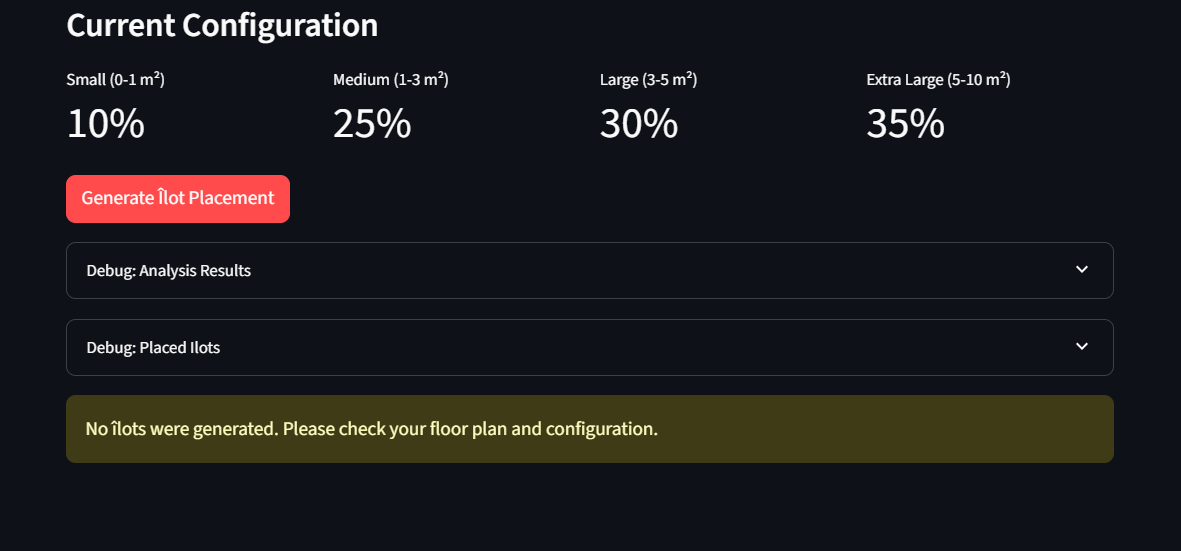 Current Configuration
Small (0-1 m²)
Medium (1-3 m²)
Large (3-5 m²)
Extra Large (5-10 m²)
10%
25%
30%
35%
Generate Îlot Placement
Debug: Analysis Results
Debug: Placed Ilots
No îlots were generated. Please check your floor plan and configuration.